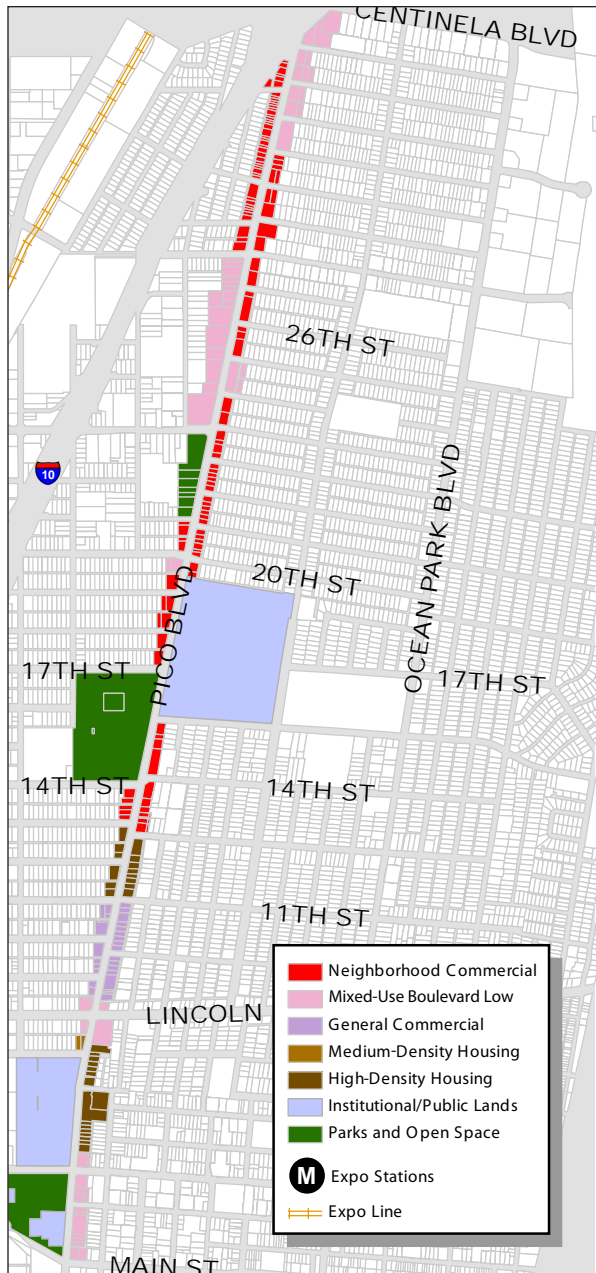 CENTINELA BLVD
26TH ST
10
OCEAN PARK BLVD
20TH ST
PICO BLVD
17TH ST
17TH ST
14TH ST
14TH ST
11TH ST
LINCOLN
Neighborhood Commercial
Mixed-Use Boulevard Low
General Commercial
Medium-Density Housing
High-Density Housing
Institutional/Public Lands
Parks and Open Space
M Expo Stations
Expo Line
MAIN ST